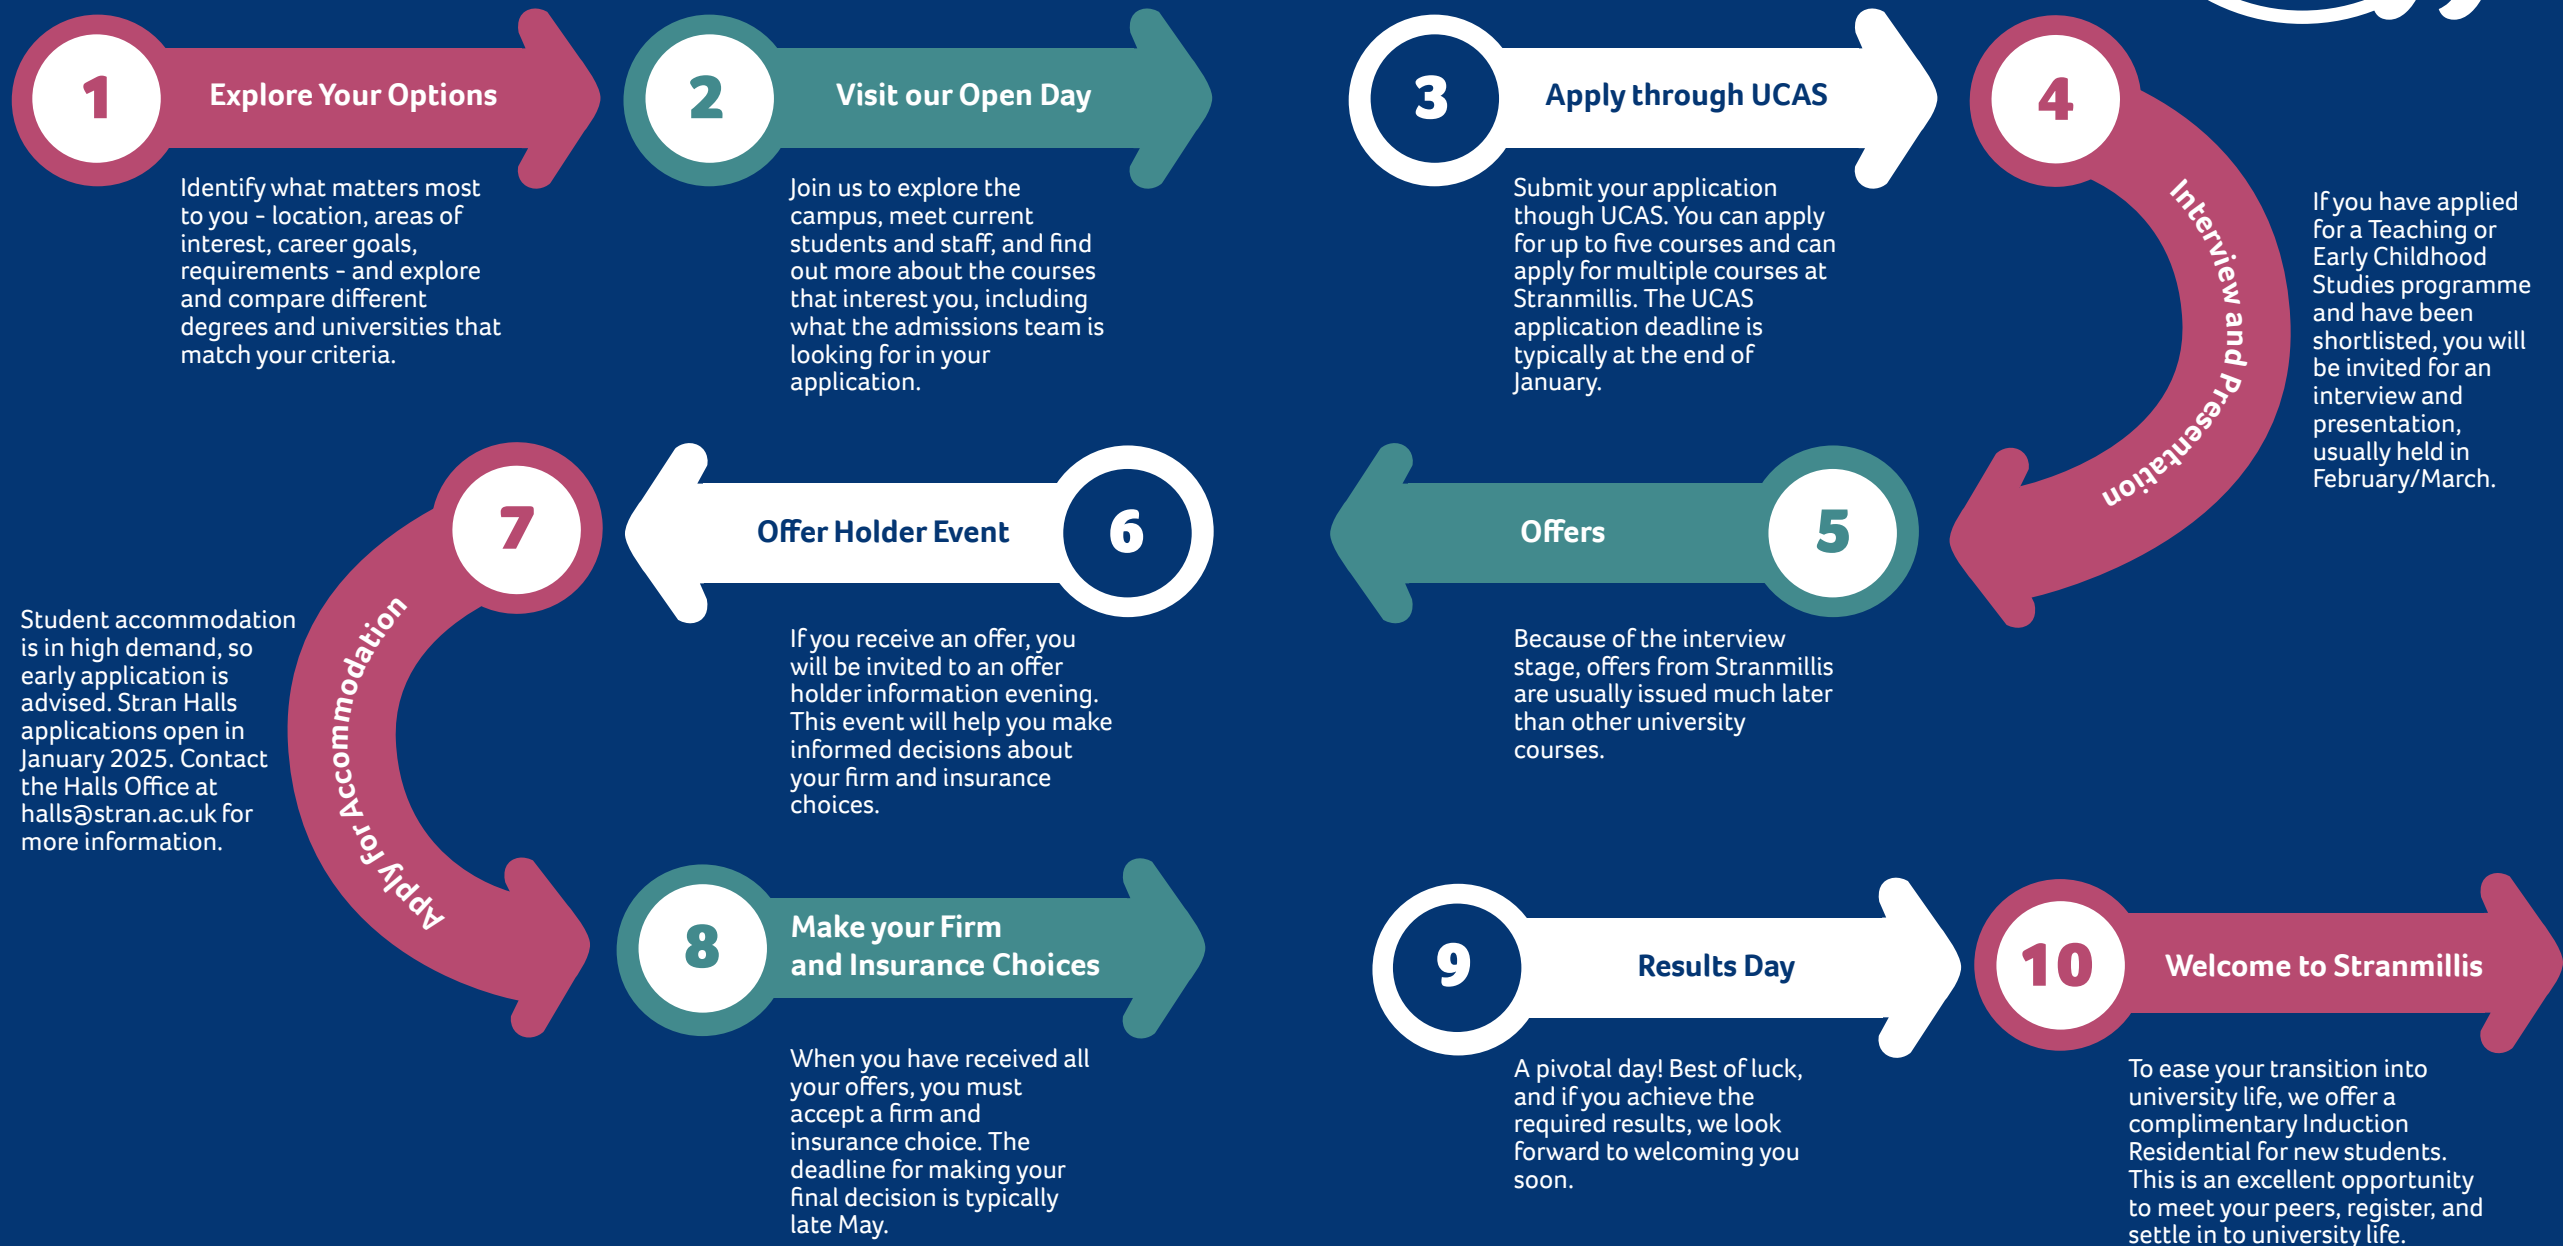 1
Explore Your Options
Identify what matters most
to you - location, areas of
interest, career goals,
requirements - and explore
and compare different
degrees and universities that
match your criteria.
2
Visit our Open Day
Join us to explore the
campus, meet current
students and staff, and find
out more about the courses
that interest you, including
what the admissions team is
looking for in your
application.
3
Apply through UCAS
Submit your application
though UCAS. You can apply
for up to five courses and can
apply for multiple courses at
Stranmillis. The UCAS
application deadline is
typically at the end of
January.
4
Interview and Presentation
If you have applied
for a Teaching or
Early Childhood
Studies programme
and have been
shortlisted, you will
be invited for an
interview and
presentation,
usually held in
February/March.
5
Offers
Because of the interview
stage, offers from Stranmillis
are usually issued much later
than other university
courses.
6
Offer Holder Event
If you receive an offer, you
will be invited to an offer
holder information evening.
This event will help you make
informed decisions about
your firm and insurance
choices.
7
Apply for Accommodation
Student accommodation
is in high demand, so
early application is
advised. Stran Halls
applications open in
January 2025. Contact
the Halls Office at
halls@stran.ac.uk for
more information.
8
Make your Firm
and Insurance Choices
When you have received all
your offers, you must
accept a firm and
insurance choice. The
deadline for making your
final decision is typically
late May.
9
Results Day
A pivotal day! Best of luck,
and if you achieve the
required results, we look
forward to welcoming you
soon.
10
Welcome to Stranmillis
To ease your transition into
university life, we offer a
complimentary Induction
Residential for new students.
This is an excellent opportunity
to meet your peers, register, and
settle in to university life.